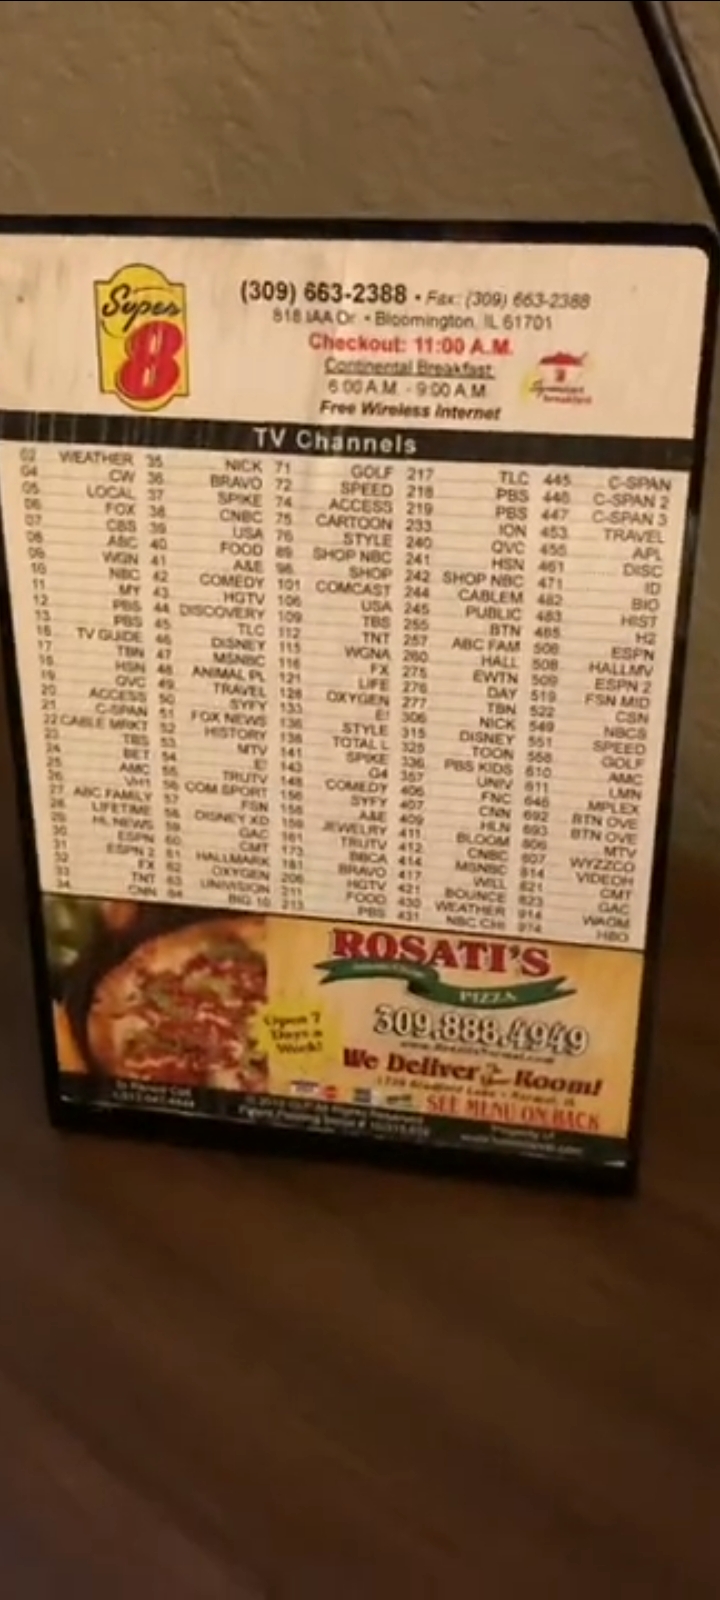 Super
8
(309) 663-2388 • Fax: (309) 663-2388
818 IAA Dr. • Bloomington, IL 61701
Checkout: 11:00 A.M.
Continental Breakfast
6:00 A.M. - 9:00 A.M.
Free Wireless Internet
TV Channels
02 WEATHER
04 CW
05 LOCAL
06 FOX
07 CBS
08 ABC
09 WGN
10 NBC
11 MY
12 PBS
13 PBS
16 TV GUIDE
17 TBN
18 HSN
19 QVC
20 ACCESS
21 C-SPAN
22 CABLE MRKT
23 TBS
24 BET
25 AMC
26 VH1
27 ABC FAMILY
28 LIFETIME
29 HL NEWS
30 ESPN
31 ESPN 2
32 FX
33 TNT
34 CNN
35 NICK
36 BRAVO
37 SPIKE
38 CNBC
39 USA
40 FOOD
41 A&E
42 COMEDY
43 HGTV
44 DISCOVERY
45 TLC
46 DISNEY
47 MSNBC
48 ANIMAL PL
49 TRAVEL
50 SYFY
51 FOX NEWS
52 HISTORY
53 MTV
54 E!
55 TRUTV
56 COM SPORT
57 FSN
58 DISNEY XD
59 GAC
60 CMT
61 HALLMARK
62 OXYGEN
63 UNIVISION
64 BIG 10
71 GOLF
72 SPEED
74 ACCESS
75 CARTOON
76 STYLE
89 SHOP NBC
96 SHOP
101 COMCAST
106 USA
109 TBS
112 TNT
115 WGNA
116 FX
121 LIFE
128 OXYGEN
133 E!
136 STYLE
138 TOTAL L
141 SPIKE
143 G4
148 COMEDY
156 SYFY
158 A&E
159 JEWELRY
161 TRUTV
173 BBCA
181 BRAVO
206 HGTV
211 FOOD
213 PBS
217 TLC
218 PBS
219 PBS
233 ION
240 QVC
241 HSN
242 SHOP NBC
244 CABLEM
245 PUBLIC
255 BTN
257 ABC FAM
260 HALL
275 EWTN
276 DAY
277 TBN
306 NICK
315 DISNEY
325 TOON
336 PBS KIDS
357 UNIV
406 FNC
407 CNN
409 HLN
411 BLOOM
412 CNBC
414 MSNBC
417 WILL
421 BOUNCE
430 WEATHER
431 NBC CHI
445 C-SPAN
446 C-SPAN 2
447 C-SPAN 3
453 TRAVEL
455 APL
461 DISC
471 ID
482 BIO
483 HIST
485 H2
506 ESPN
508 HALLMV
509 ESPN 2
519 FSN MID
522 CSN
549 NBCS
551 SPEED
558 GOLF
610 AMC
611 LMN
646 MPLEX
692 BTN OVE
693 BTN OVE
806 MTV
807 WYZZCO
814 VIDEOH
821 CMT
823 GAC
914 WAOM
974 HBO
ROSATI'S
PIZZA
Open 7
Days a
Week!
309.888.4949
We Deliver To Room!
SEE MENU ON BACK